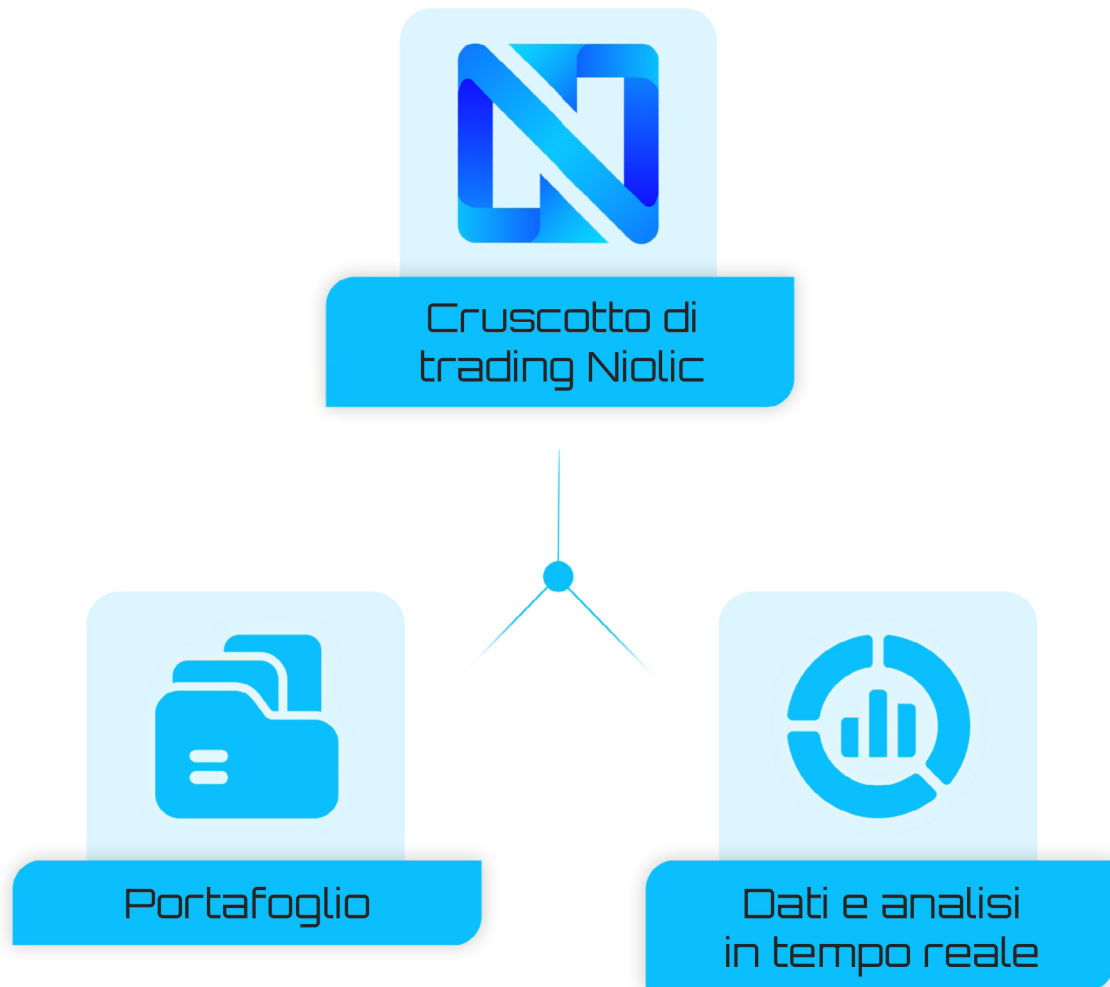 Cruscotto di
trading Niolic
Portafoglio
Dati e analisi
in tempo reale